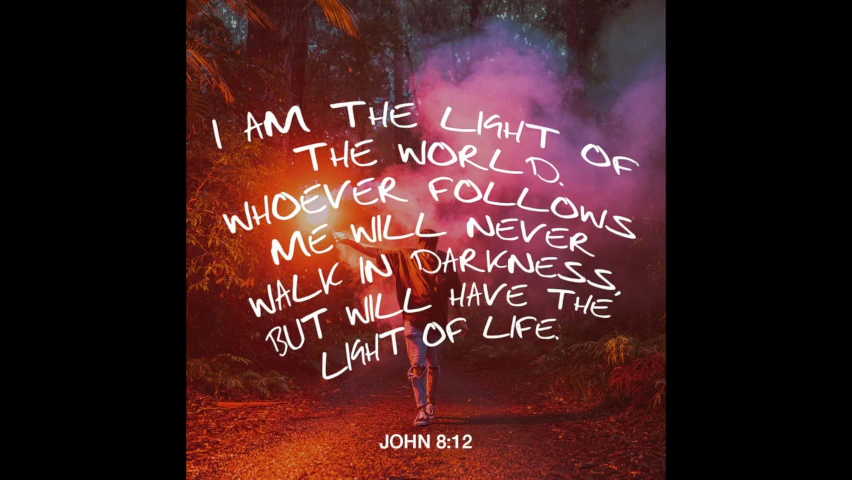 I AM THE LIGHT OF
THE WORLD.
WHOEVER FOLLOWS
ME WILL NEVER
WALK IN DARKNESS,
BUT WILL HAVE THE
LIGHT OF LIFE.
JOHN 8:12